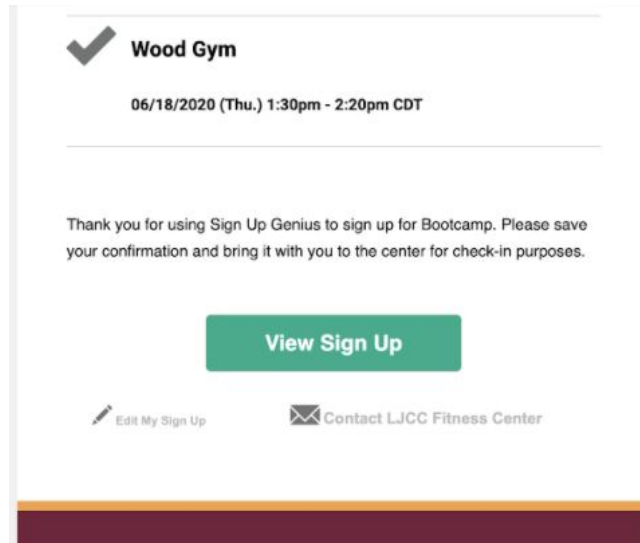 Wood Gym
06/18/2020 (Thu.) 1:30pm - 2:20pm CDT
Thank you for using Sign Up Genius to sign up for Bootcamp. Please save
your confirmation and bring it with you to the center for check-in purposes.
View Sign Up
Edit My Sign Up
Contact LJCC Fitness Center